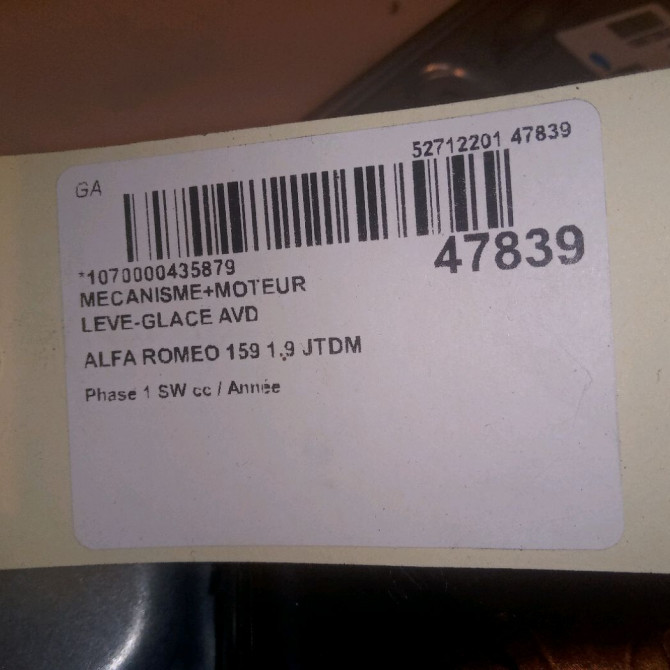 GA
52712201 47839
47839
*1070000435879
MECANISME+MOTEUR
LEVE-GLACE AVD
ALFA ROMEO 159 1.9 JTDM
Phase 1 SW cc / Année